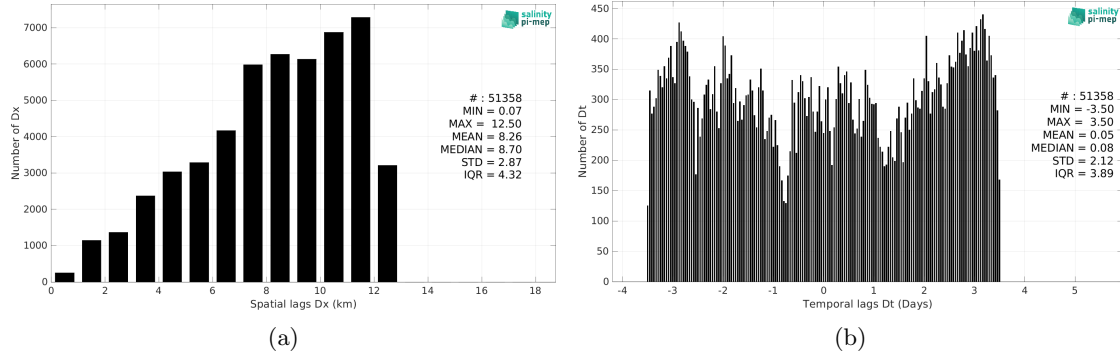 salinity
pi-mep
7000
6000
5000
4000
3000
2000
1000
0
Number of Dx
# : 51358
MIN = 0.07
MAX = 12.50
MEAN = 8.26
MEDIAN = 8.70
STD = 2.87
IQR = 4.32
0 2 4 6 8 10 12 14 16 18
Spatial lags Dx (km)
(a)
salinity
pi-mep
450
400
350
300
250
200
150
100
50
0
Number of Dt
# : 51358
MIN = -3.50
MAX = 3.50
MEAN = 0.05
MEDIAN = 0.08
STD = 2.12
IQR = 3.89
-4 -3 -2 -1 0 1 2 3 4 5
Temporal lags Dt (Days)
(b)